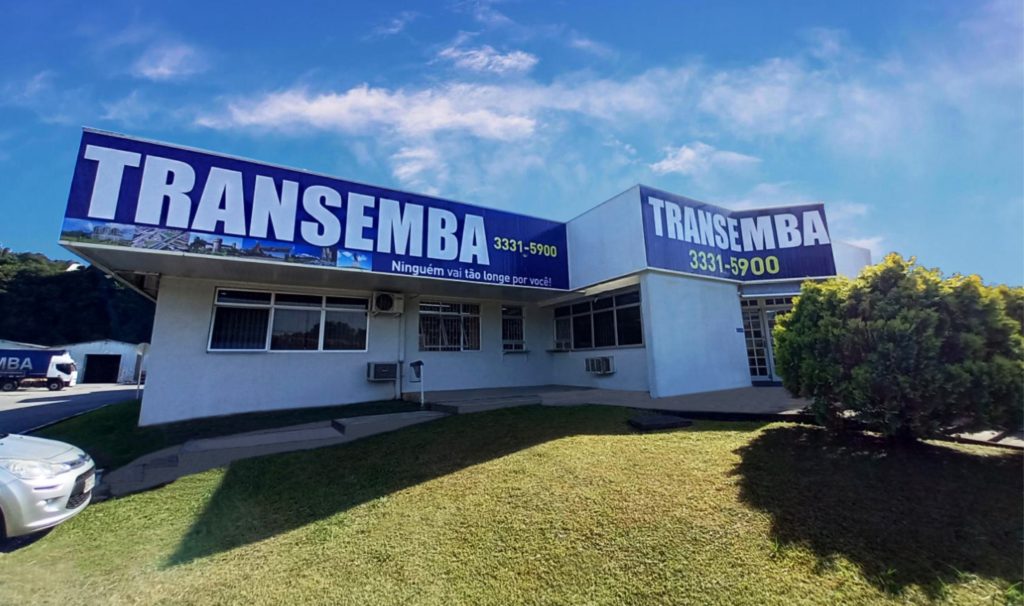 TRANSEMBA
3331-5900
Ninguém vai tão longe por você!
TRANSEMBA
3331-5900
MBA